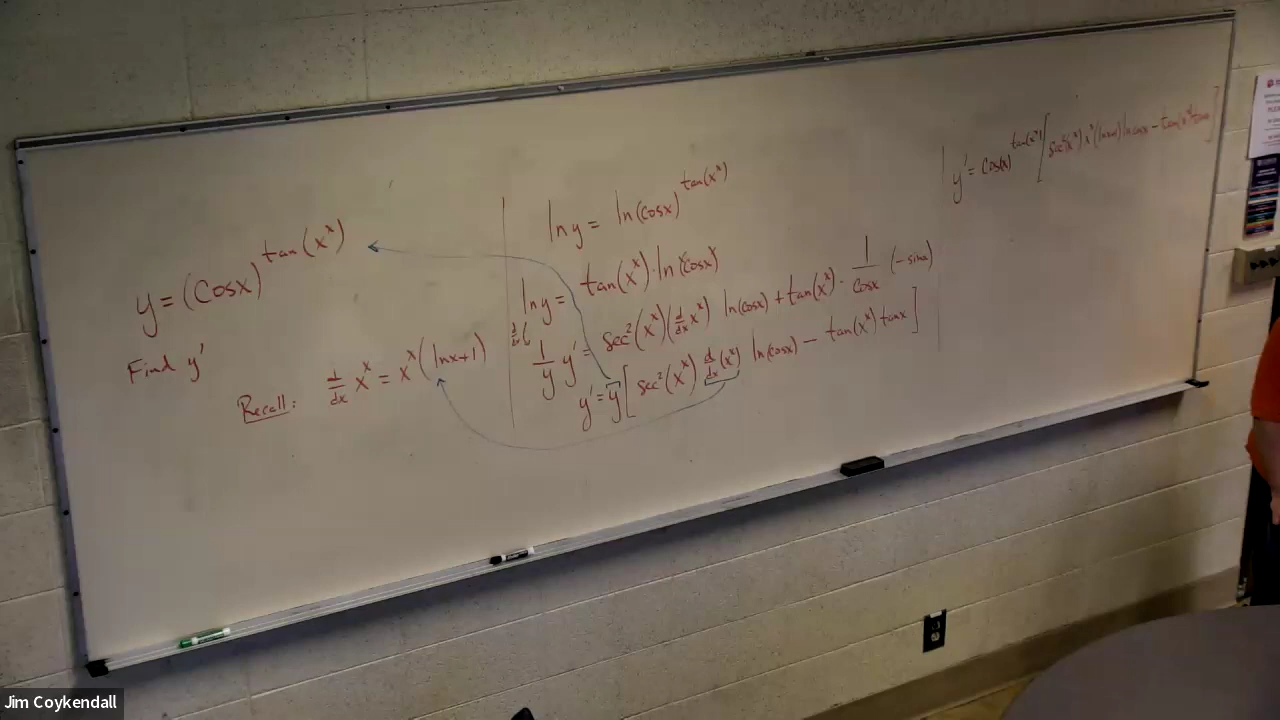 y = (cosx)^tan(x^x)
Find y'
Recall: d/dx x^x = x^x(lnx+1)
ln y = ln(cosx)^tan(x^x)
ln y = tan(x^x)·ln(cosx)
d/dx(
1/y y' = sec²(x^x)(d/dx x^x) ln(cosx) + tan(x^x)·1/cosx (-sinx)
y' = y[sec²(x^x) d/dx(x^x) ln(cosx) - tan(x^x)tanx]
y' = cos(x)^tan(x^x) [sec²(x^x) x^x(lnx+1) ln cosx - tan(x^x)tanx]
Jim Coykendall